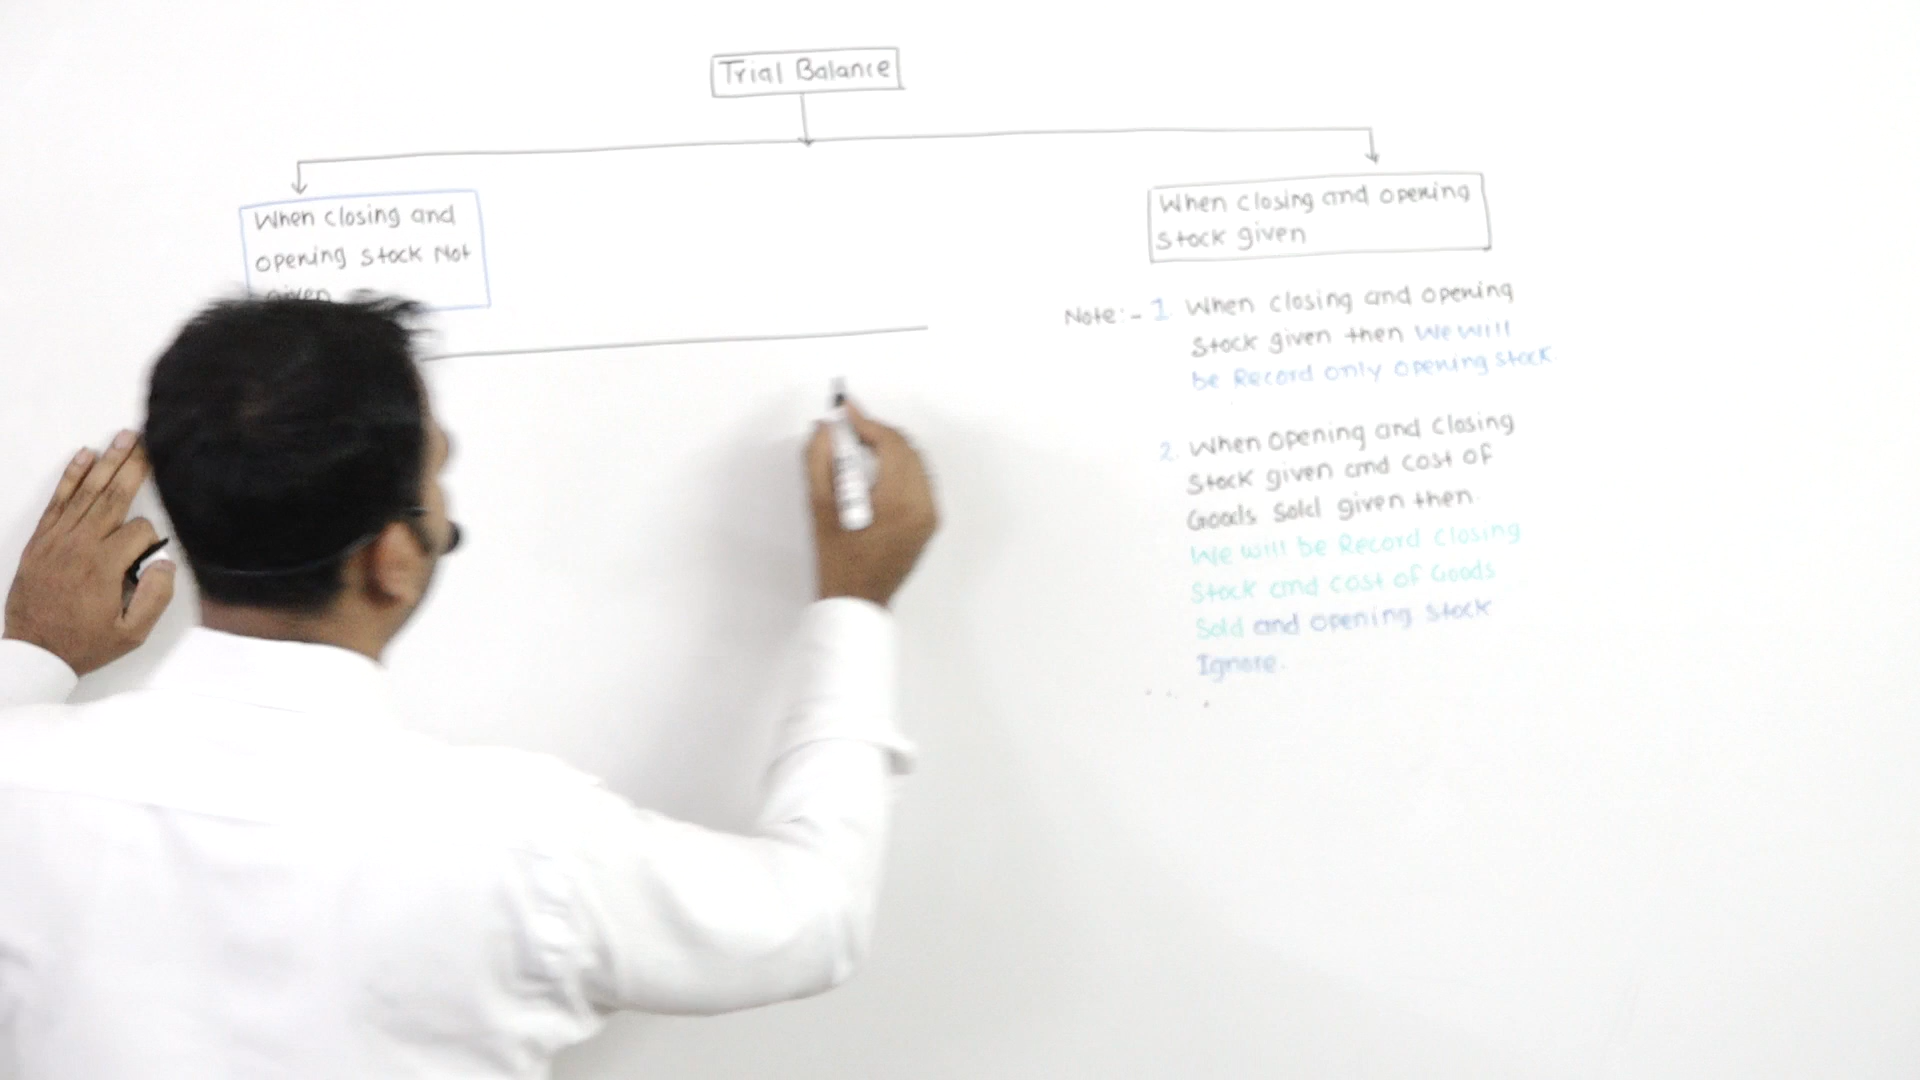 Trial Balance
When closing and
opening stock Not
given
When closing and opening
stock given
Note:- 1. When closing and opening
Stock given then We will
be Record only opening stock.
2. When opening and closing
Stock given and cost of
Goods Sold given then
We will be Record closing
Stock and cost of Goods
Sold and opening stock
Ignore.